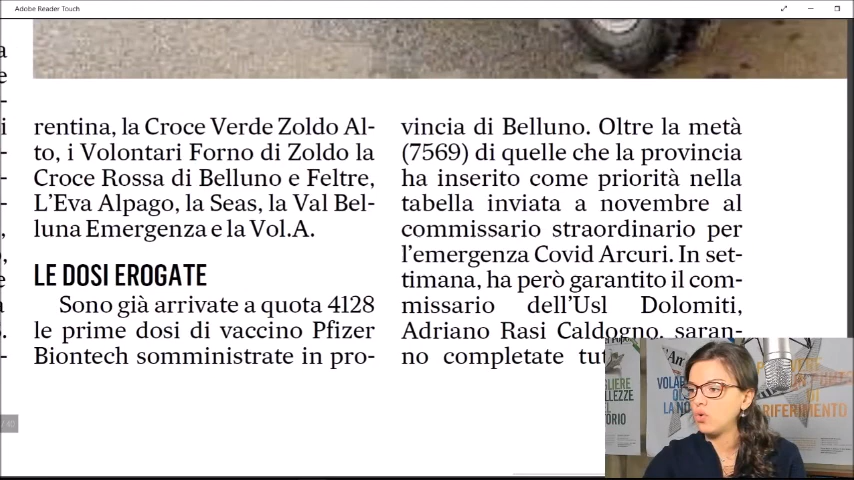 Adobe Reader Touch
rentina, la Croce Verde Zoldo Al-
to, i Volontari Forno di Zoldo la
Croce Rossa di Belluno e Feltre,
L'Eva Alpago, la Seas, la Val Bel-
luna Emergenza e la Vol.A.
LE DOSI EROGATE
Sono già arrivate a quota 4128
le prime dosi di vaccino Pfizer
Biontech somministrate in pro-
vincia di Belluno. Oltre la metà
(7569) di quelle che la provincia
ha inserito come priorità nella
tabella inviata a novembre al
commissario straordinario per
l'emergenza Covid Arcuri. In set-
timana, ha però garantito il com-
missario dell'Usl Dolomiti,
Adriano Rasi Caldogno, saran-
no completate
LA NO
RIFERIMENTO